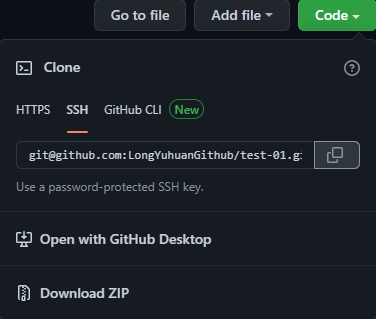 Go to file Add file Code
Clone
HTTPS SSH GitHub CLI New
git@github.com:LongYuhuanGithub/test-01.gi
Use a password-protected SSH key.
Open with GitHub Desktop
Download ZIP